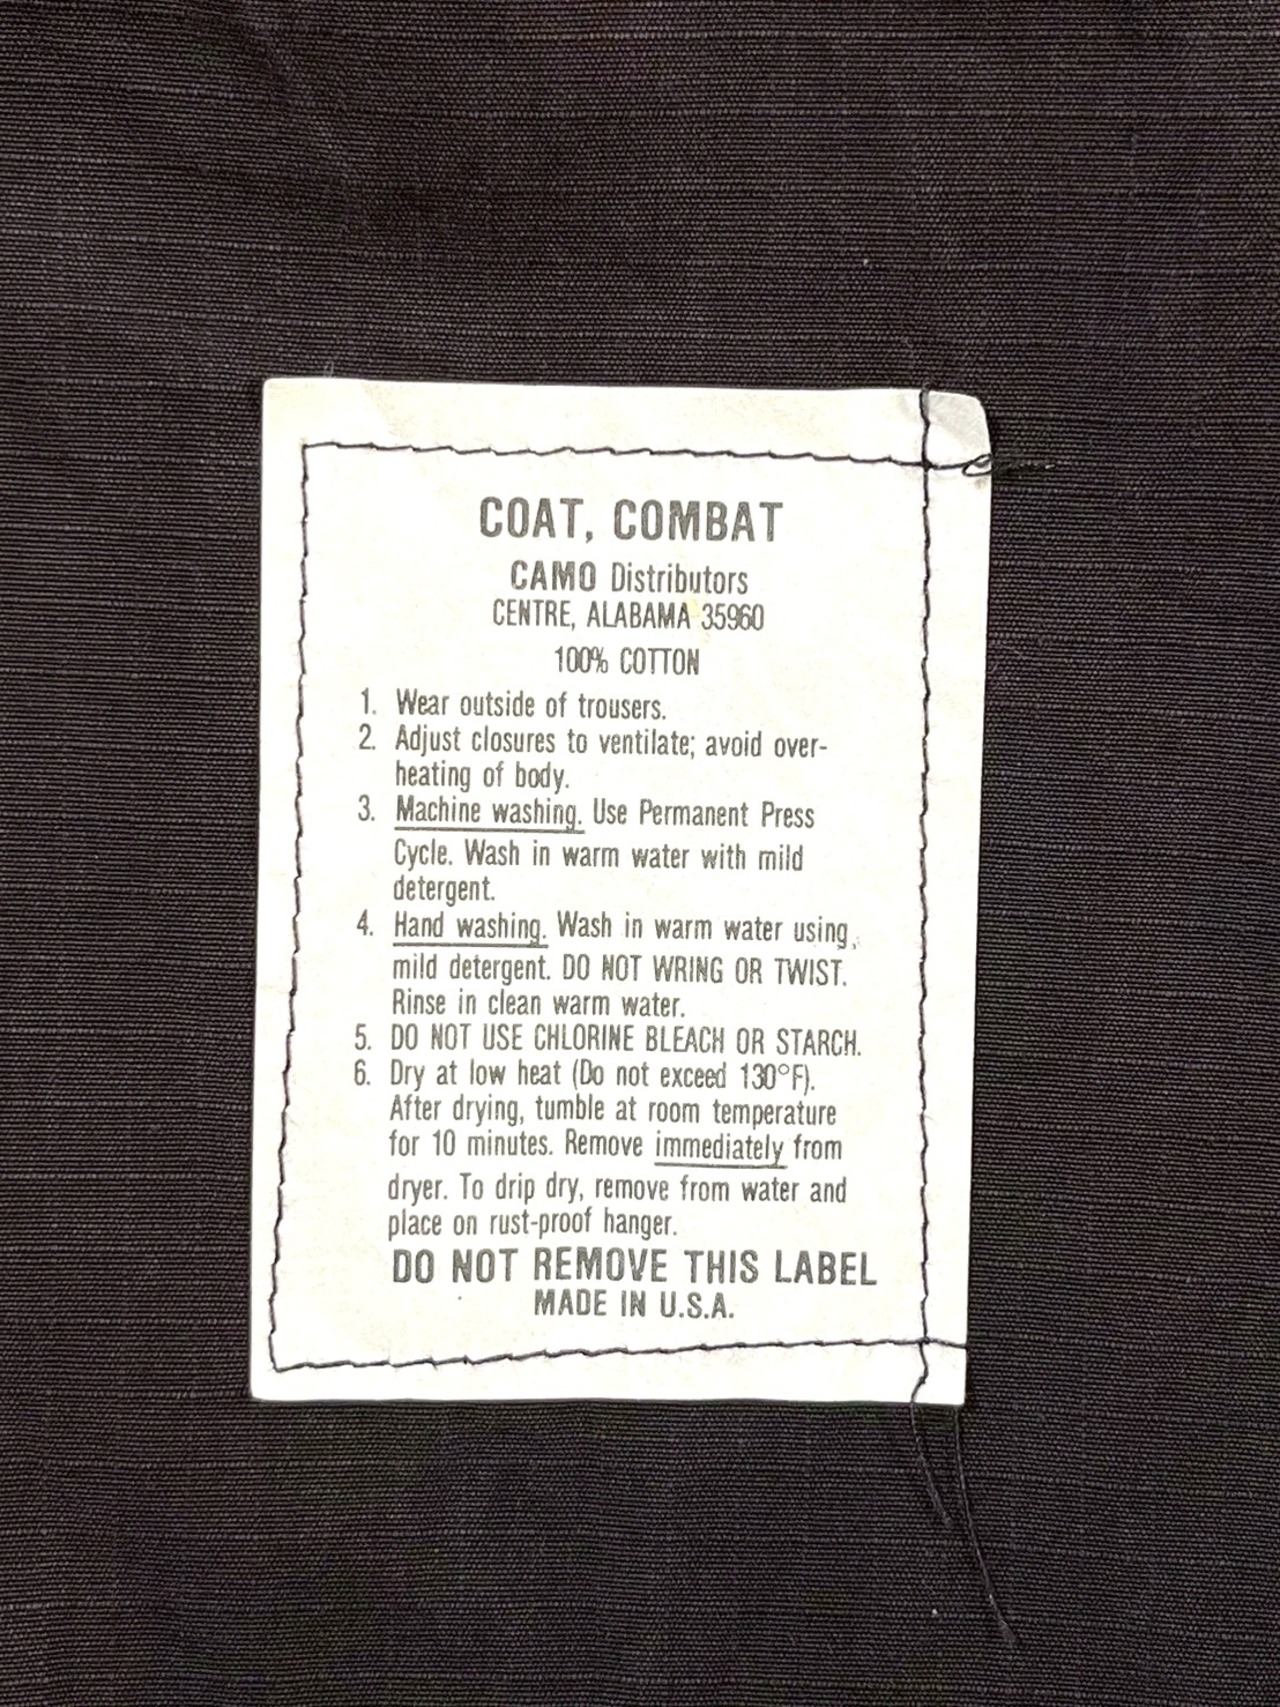 COAT, COMBAT
CAMO Distributors
CENTRE, ALABAMA 35960
100% COTTON
1. Wear outside of trousers.
2. Adjust closures to ventilate; avoid over-
heating of body.
3. Machine washing. Use Permanent Press
Cycle. Wash in warm water with mild
detergent.
4. Hand washing. Wash in warm water using
mild detergent. DO NOT WRING OR TWIST.
Rinse in clean warm water.
5. DO NOT USE CHLORINE BLEACH OR STARCH.
6. Dry at low heat (Do not exceed 130°F).
After drying, tumble at room temperature
for 10 minutes. Remove immediately from
dryer. To drip dry, remove from water and
place on rust-proof hanger.
DO NOT REMOVE THIS LABEL
MADE IN U.S.A.